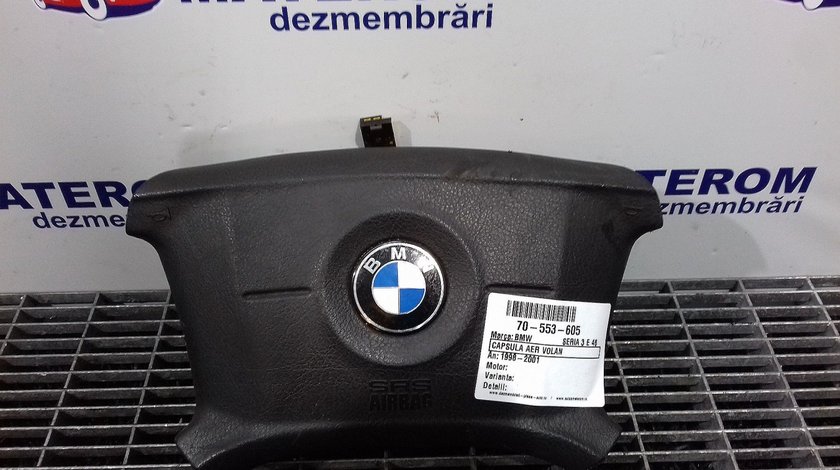 dezmembrări
ATEROM
dezmembrări
ATEROM
dezmembrări
BMW
70-553-605
Marca: BMW SERIA 3 E 46
CAPSULA AER VOLAN
An: 1998-2001
Motor:
Varianta:
Detalii:
SRS
AIRBAG